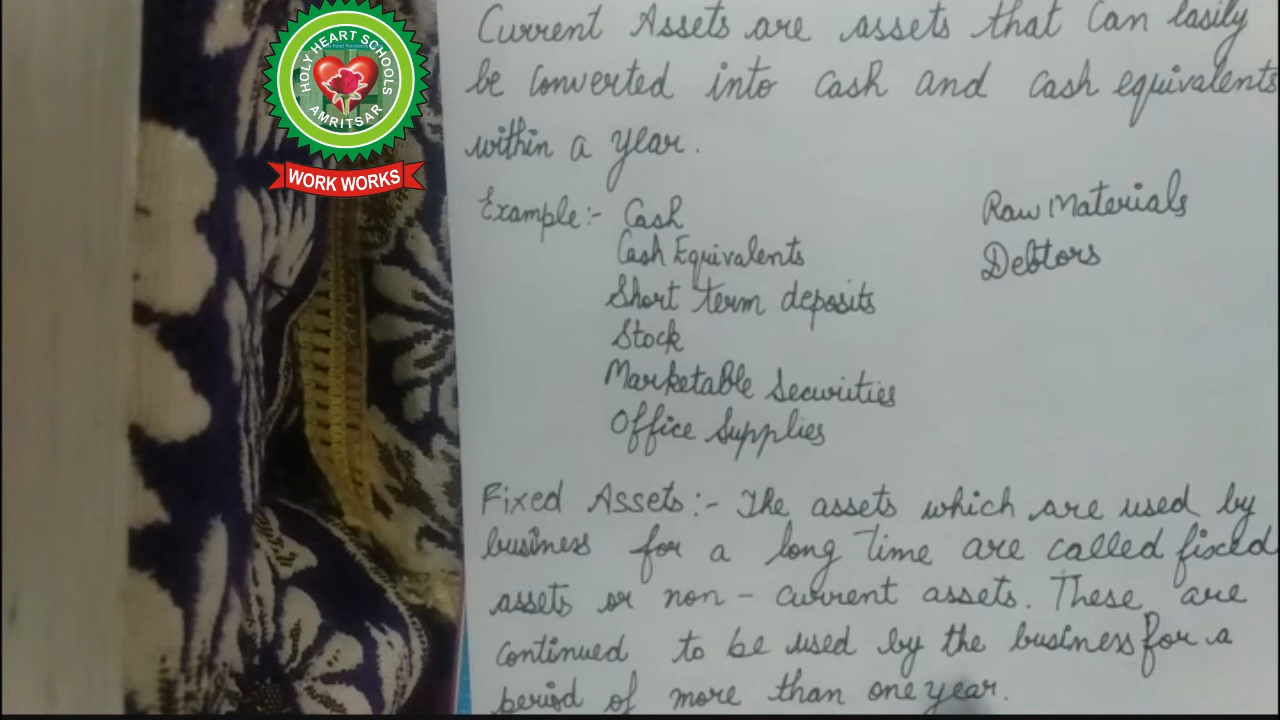 HOLY HEART SCHOOLS
AMRITSAR
WORK WORKS
Current Assets are assets that can easily
be converted into cash and cash equivalents
within a year.
Example:- Cash
Cash Equivalents
Short term deposits
Stock
Marketable Securities
Office Supplies
Raw Materials
Debtors
Fixed Assets:- The assets which are used by
business for a long time are called fixed
assets or non-current assets. These are
continued to be used by the business for a
period of more than one year.